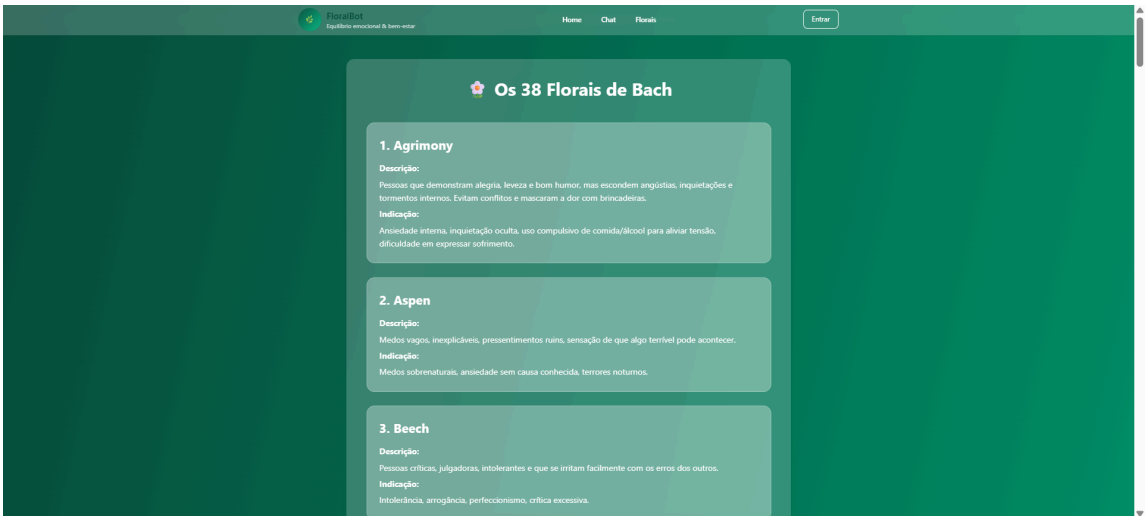 FloralBot
Equilíbrio emocional & bem-estar
Home
Chat
Florais
Entrar
Os 38 Florais de Bach
1. Agrimony
Descrição:
Pessoas que demonstram alegria, leveza e bom humor, mas escondem angústias, inquietações e
tormentos internos. Evitam conflitos e mascaram a dor com brincadeiras.
Indicação:
Ansiedade interna, inquietação oculta, uso compulsivo de comida/álcool para aliviar tensão,
dificuldade em expressar sofrimento.
2. Aspen
Descrição:
Medos vagos, inexplicáveis, pressentimentos ruins, sensação de que algo terrível pode acontecer.
Indicação:
Medos sobrenaturais, ansiedade sem causa conhecida, terrores noturnos.
3. Beech
Descrição:
Pessoas críticas, julgadoras, intolerantes e que se irritam facilmente com os erros dos outros.
Indicação:
Intolerância, arrogância, perfeccionismo, crítica excessiva.